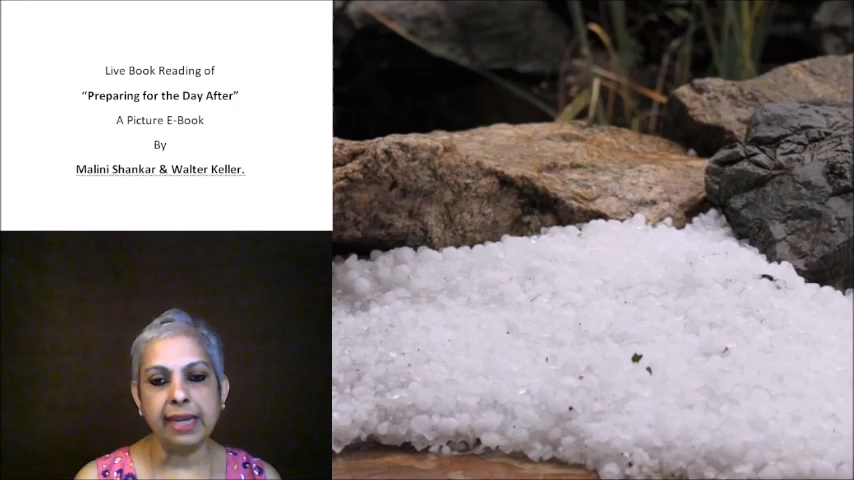 Live Book Reading of
“Preparing for the Day After”
A Picture E-Book
By
Malini Shankar & Walter Keller.